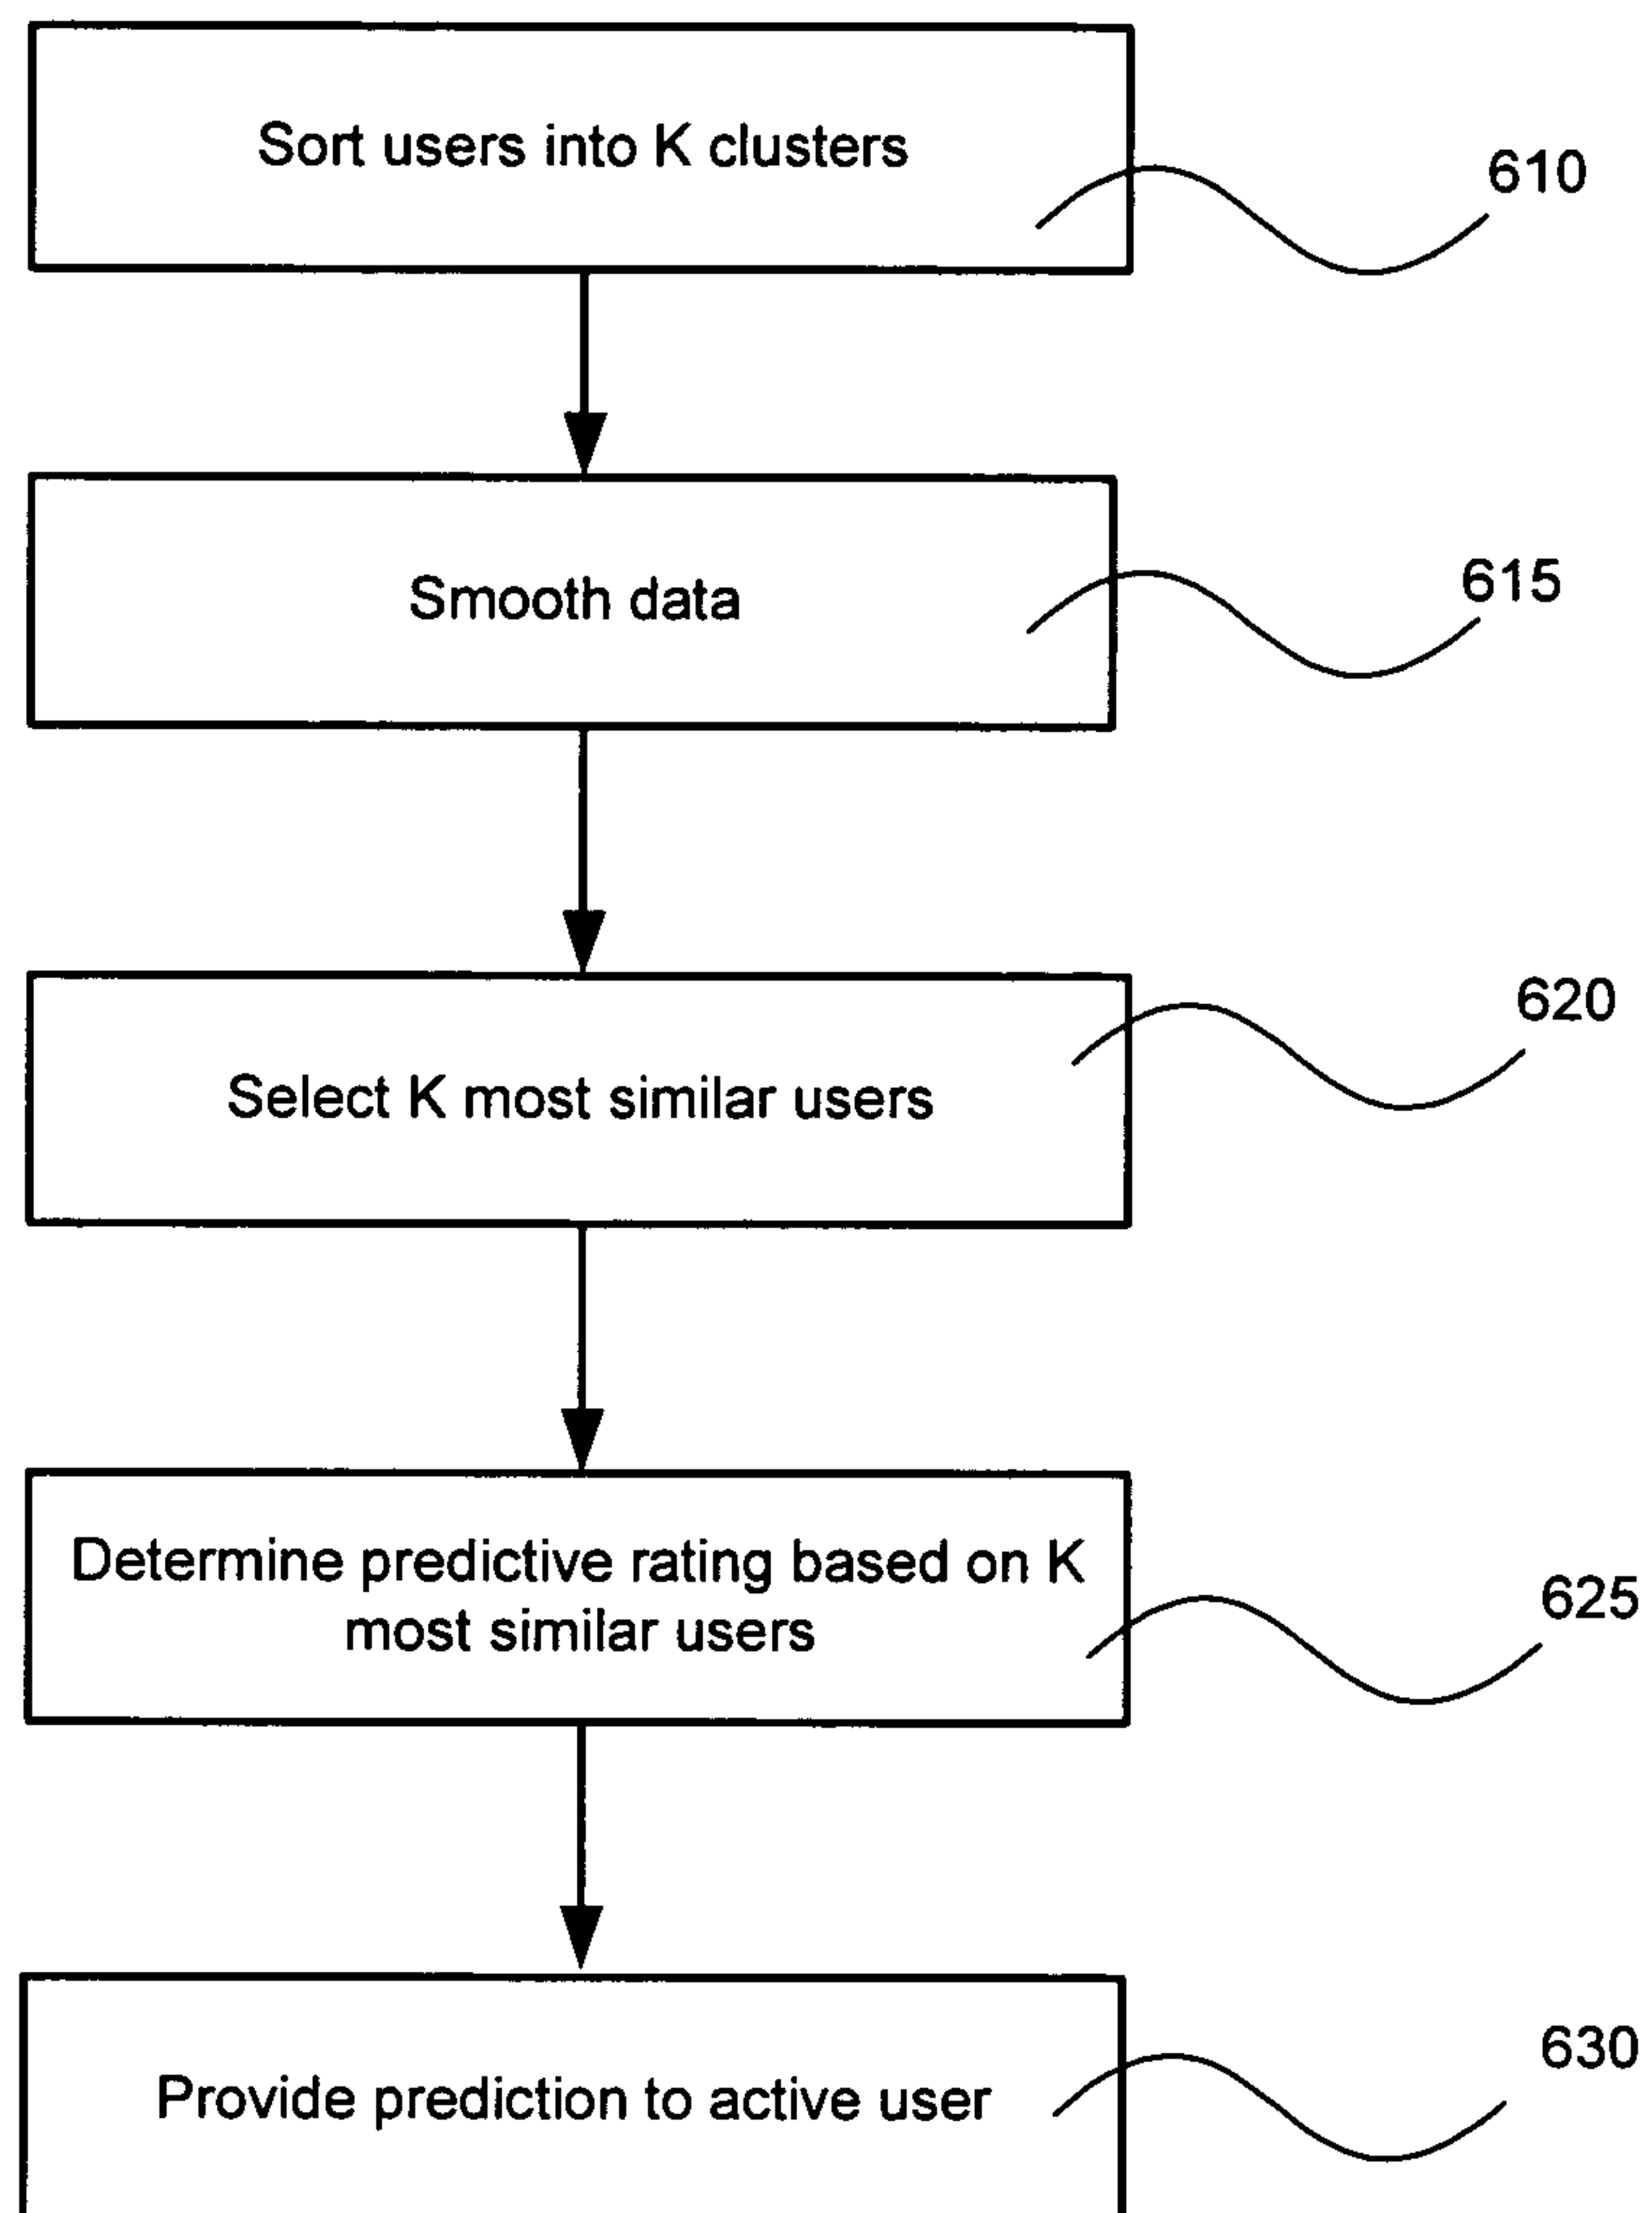 Sort users into K clusters
610
Smooth data
615
620
Select K most similar users
Determine predictive rating based on K
most similar users
625
630
Provide prediction to active user